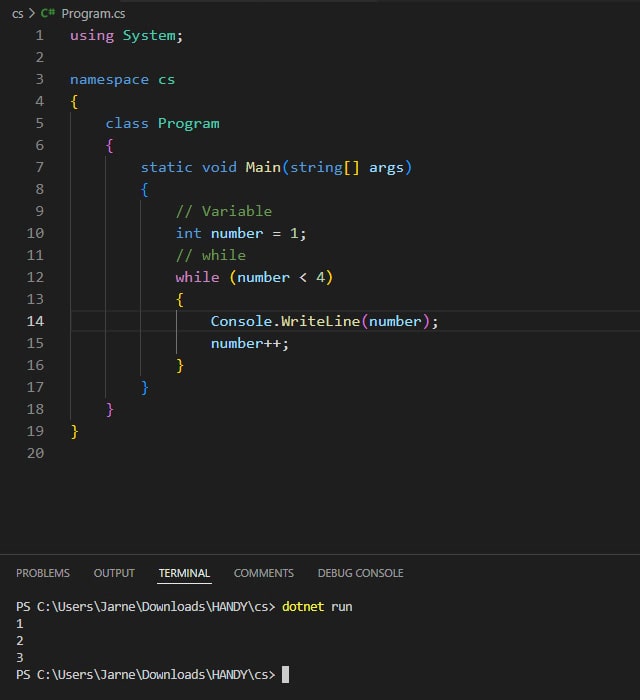 cs > C# Program.cs
1 using System;
2
3 namespace cs
4 {
5     class Program
6     {
7         static void Main(string[] args)
8         {
9             // Variable
10             int number = 1;
11             // while
12             while (number < 4)
13             {
14                 Console.WriteLine(number);
15                 number++;
16             }
17         }
18     }
19 }
20
PROBLEMS OUTPUT TERMINAL COMMENTS DEBUG CONSOLE
PS C:\Users\Jarne\Downloads\HANDY\cs> dotnet run
1
2
3
PS C:\Users\Jarne\Downloads\HANDY\cs>